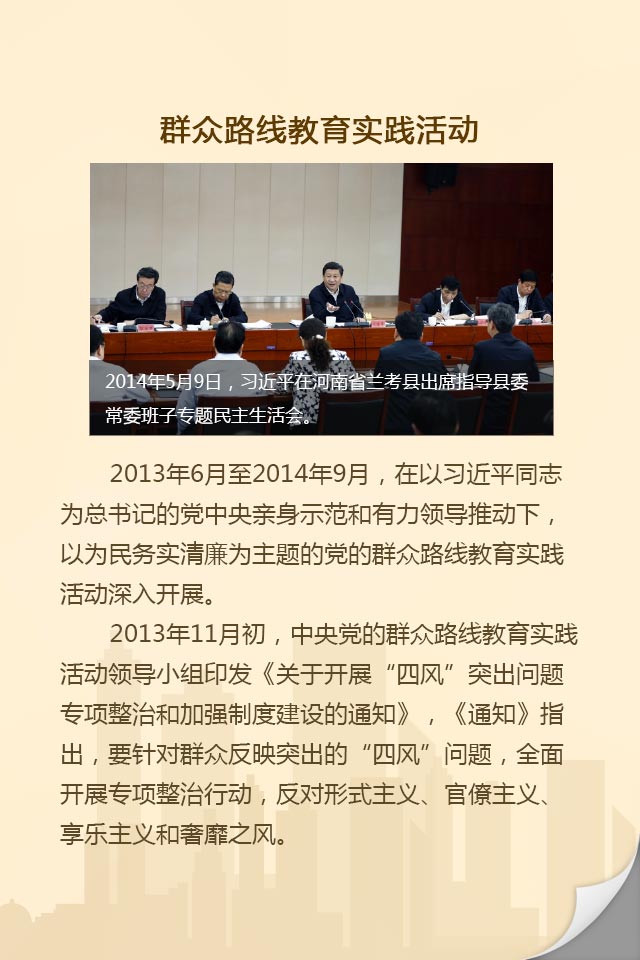 群众路线教育实践活动
2014年5月9日，习近平在河南省兰考县出席指导县委
常委班子专题民主生活会。
2013年6月至2014年9月，在以习近平同志
为总书记的党中央亲身示范和有力领导推动下，
以为民务实清廉为主题的党的群众路线教育实践
活动深入开展。
2013年11月初，中央党的群众路线教育实践
活动领导小组印发《关于开展“四风”突出问题
专项整治和加强制度建设的通知》，《通知》指
出，要针对群众反映突出的“四风”问题，全面
开展专项整治行动，反对形式主义、官僚主义、
享乐主义和奢靡之风。